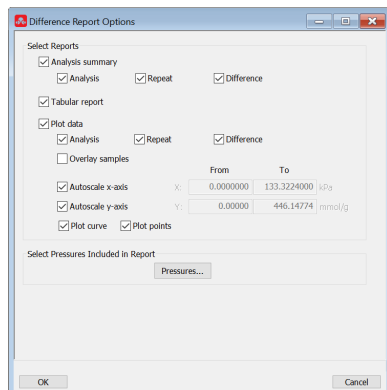 Difference Report Options
Select Reports
Analysis summary
Analysis Repeat Difference
Tabular report
Plot data
Analysis Repeat Difference
Overlay samples
From To
Autoscale x-axis X: 0.0000000 133.3224000 kPa
Autoscale y-axis Y: 0.00000 446.14774 mmol/g
Plot curve Plot points
Select Pressures Included in Report
Pressures...
OK Cancel